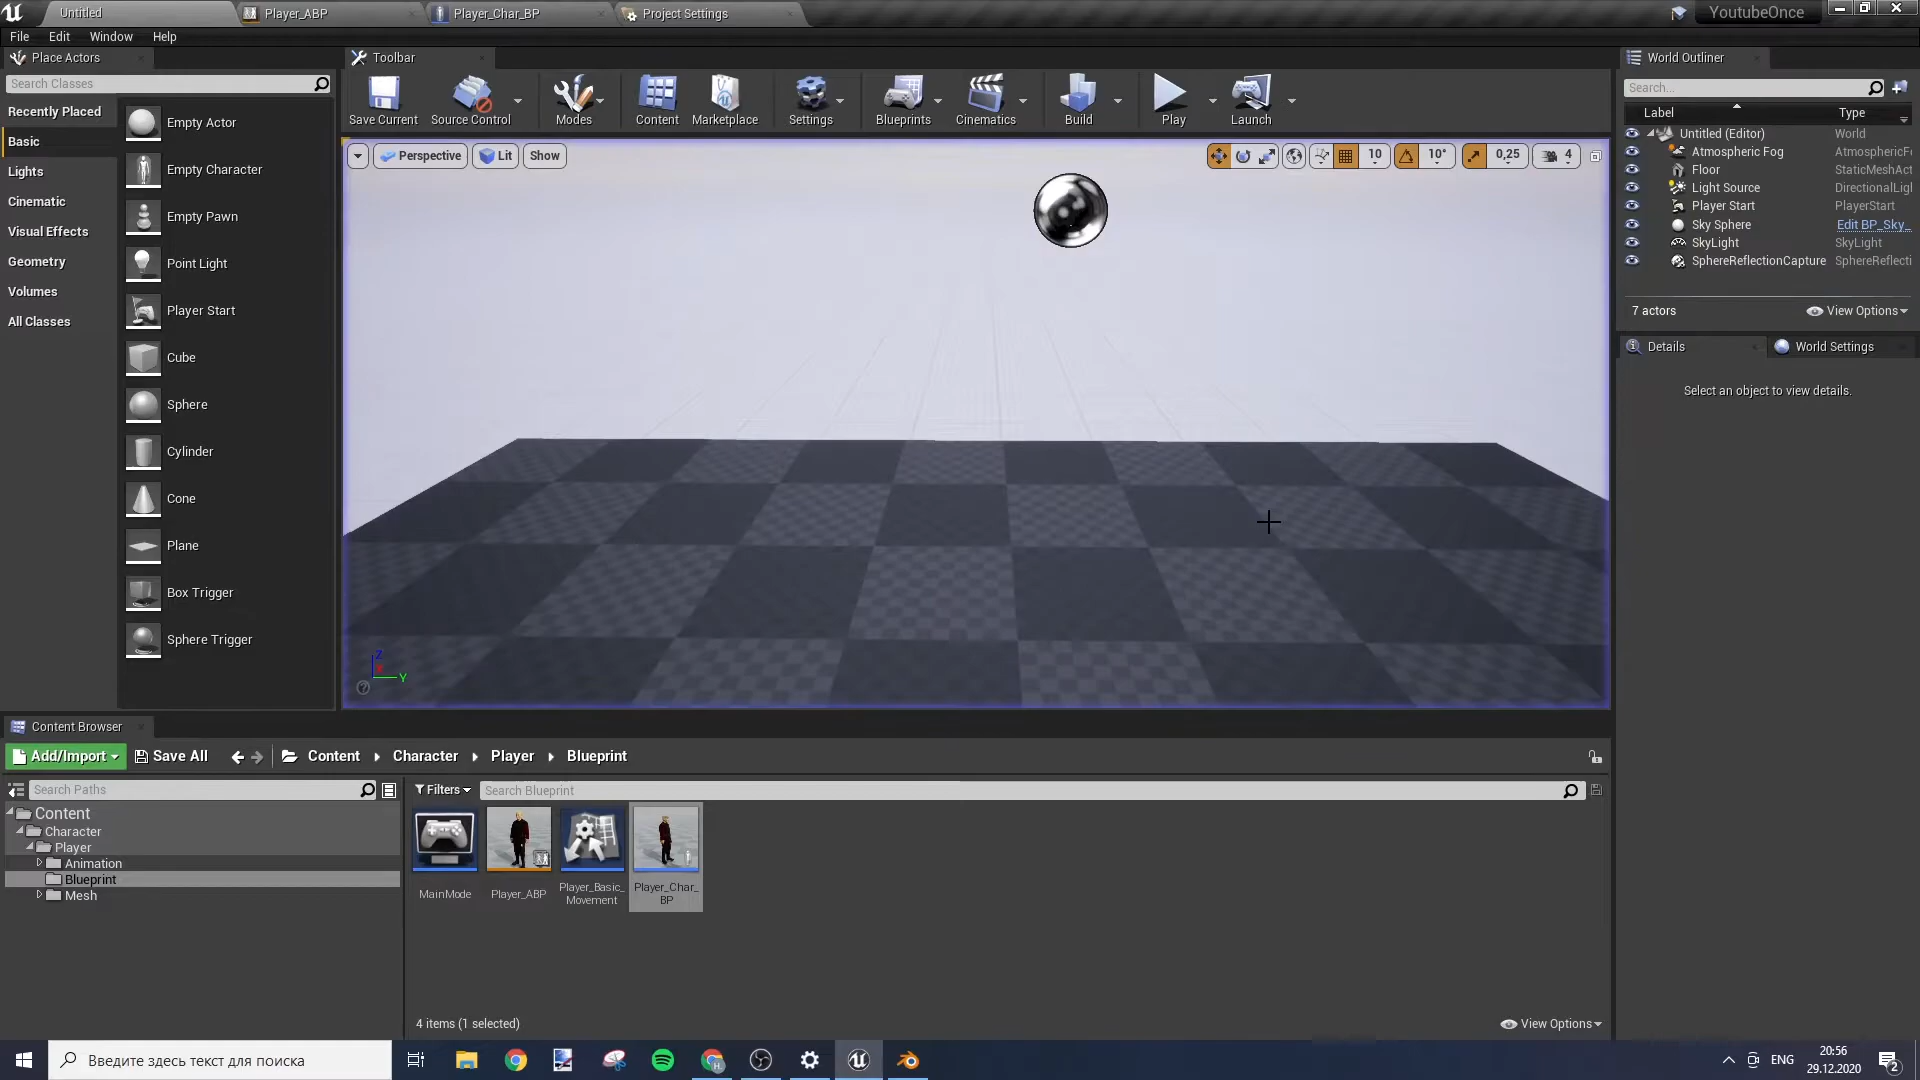 Untitled
Player_ABP
Player_Char_BP
Project Settings
YoutubeOnce
File Edit Window Help
Place Actors
Toolbar
World Outliner
Search Classes
Recently Placed
Basic
Lights
Cinematic
Visual Effects
Geometry
Volumes
All Classes
Empty Actor
Empty Character
Empty Pawn
Point Light
Player Start
Cube
Sphere
Cylinder
Cone
Plane
Box Trigger
Sphere Trigger
Save Current
Source Control
Modes
Content
Marketplace
Settings
Blueprints
Cinematics
Build
Play
Launch
Perspective
Lit
Show
10
10°
0,25
4
Z
Y
Search...
Label Type
Untitled (Editor) World
Atmospheric Fog AtmosphericF
Floor StaticMeshAct
Light Source DirectionalLigl
Player Start PlayerStart
Sky Sphere Edit BP_Sky_
SkyLight SkyLight
SphereReflectionCapture SphereReflecti
7 actors View Options
Details
World Settings
Select an object to view details.
Content Browser
Add/Import Save All Content Character Player Blueprint
Search Paths
Filters
Search Blueprint
Content
Character
Player
Animation
Blueprint
Mesh
MainMode
Player_ABP
Player_Basic_
Movement
Player_Char_
BP
4 items (1 selected)
View Options
Введите здесь текст для поиска
ENG
20:56
29.12.2020
2